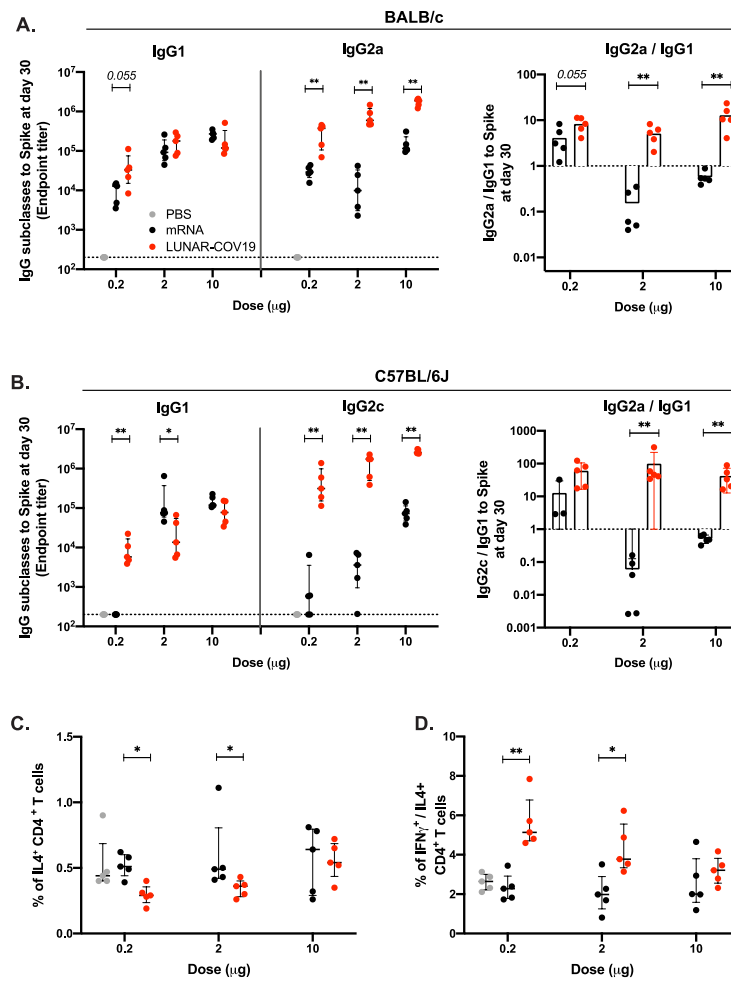 A.
BALB/c
IgG1
IgG2a
IgG2a / IgG1
IgG subclasses to Spike at day 30
(Endpoint titer)
10⁷
10⁶
10⁵
10⁴
10³
10²
0.055
**
**
**
PBS
mRNA
LUNAR-COV19
0.2
2
10
0.2
2
10
Dose (μg)
IgG2a / IgG1 to Spike
at day 30
100
10
1
0.1
0.01
0.055
**
**
0.2
2
10
Dose (μg)
B.
C57BL/6J
IgG1
IgG2c
IgG2a / IgG1
IgG subclasses to Spike at day 30
(Endpoint titer)
10⁷
10⁶
10⁵
10⁴
10³
10²
**
*
**
**
**
0.2
2
10
0.2
2
10
Dose (μg)
IgG2c / IgG1 to Spike
at day 30
1000
100
10
1
0.1
0.01
0.001
**
**
0.2
2
10
Dose (μg)
C.
% of IL4⁺ CD4⁺ T cells
1.5
1.0
0.5
0.0
*
*
0.2
2
10
Dose (μg)
D.
% of IFNγ⁺ / IL4+
CD4⁺ T cells
10
8
6
4
2
0
**
*
0.2
2
10
Dose (μg)